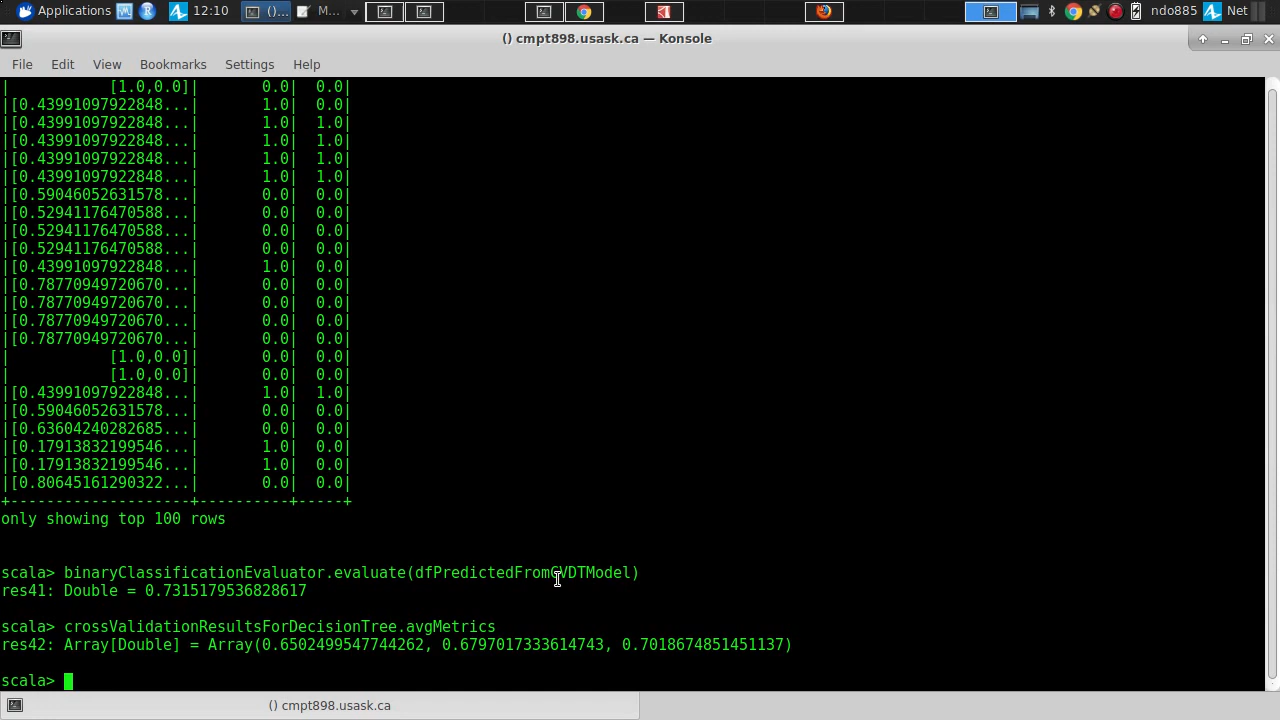 Applications 12:10 ()... M... ndo885 Net
() cmpt898.usask.ca — Konsole
File Edit View Bookmarks Settings Help
|            [1.0,0.0]|       0.0|  0.0|
|[0.43991097922848...|       1.0|  0.0|
|[0.43991097922848...|       1.0|  1.0|
|[0.43991097922848...|       1.0|  1.0|
|[0.43991097922848...|       1.0|  1.0|
|[0.43991097922848...|       1.0|  1.0|
|[0.59046052631578...|       0.0|  0.0|
|[0.52941176470588...|       0.0|  0.0|
|[0.52941176470588...|       0.0|  0.0|
|[0.52941176470588...|       0.0|  0.0|
|[0.43991097922848...|       1.0|  0.0|
|[0.78770949720670...|       0.0|  0.0|
|[0.78770949720670...|       0.0|  0.0|
|[0.78770949720670...|       0.0|  0.0|
|[0.78770949720670...|       0.0|  0.0|
|            [1.0,0.0]|       0.0|  0.0|
|            [1.0,0.0]|       0.0|  0.0|
|[0.43991097922848...|       1.0|  1.0|
|[0.59046052631578...|       0.0|  0.0|
|[0.63604240282685...|       0.0|  0.0|
|[0.17913832199546...|       1.0|  0.0|
|[0.17913832199546...|       1.0|  0.0|
|[0.80645161290322...|       0.0|  0.0|
+--------------------+----------+-----+
only showing top 100 rows
scala> binaryClassificationEvaluator.evaluate(dfPredictedFromCVDTModel)
res41: Double = 0.7315179536828617
scala> crossValidationResultsForDecisionTree.avgMetrics
res42: Array[Double] = Array(0.6502499547744262, 0.6797017333614743, 0.7018674851451137)
scala>
() cmpt898.usask.ca